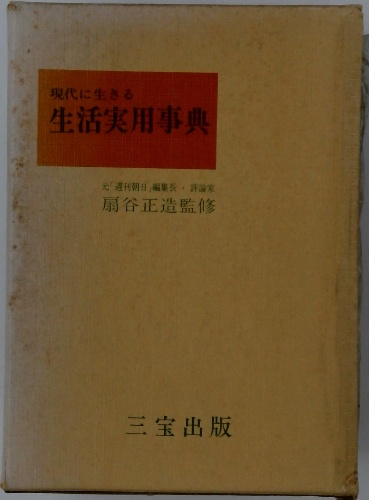 現代に生きる
生活実用事典
元「週刊朝日」編集長・評論家
扇谷正造監修
三宝出版